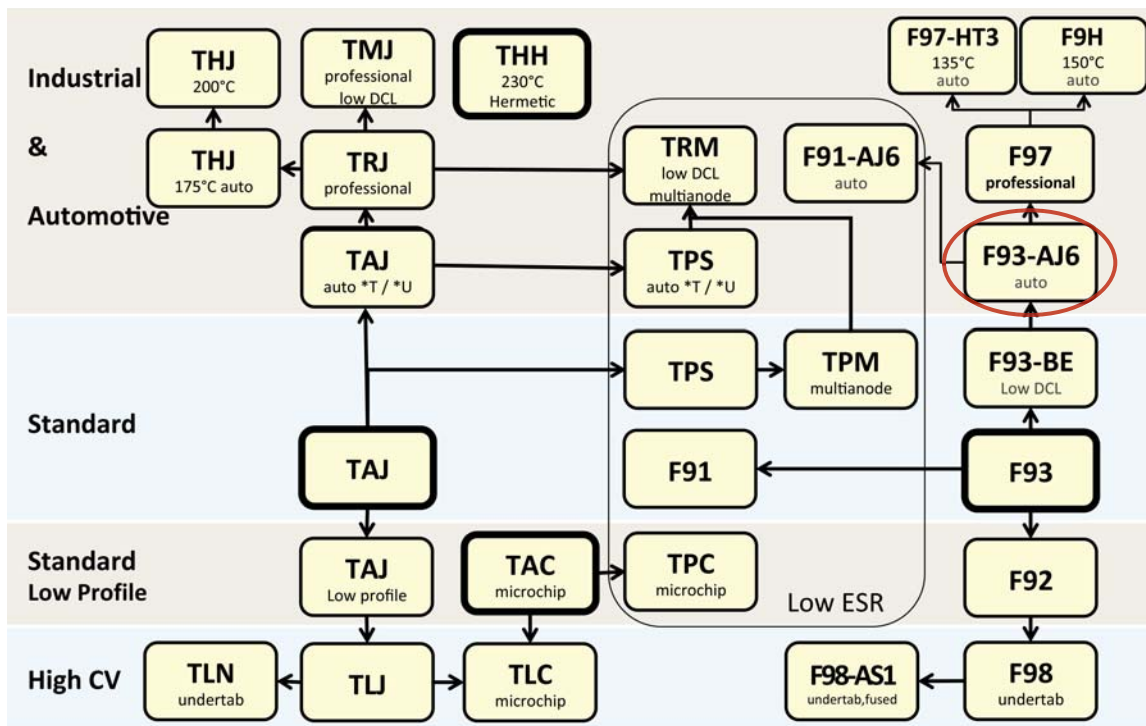 Industrial
&
Automotive
THJ
200°C
TMJ
professional
low DCL
THH
230°C
Hermetic
F97-HT3
135°C
auto
F9H
150°C
auto
THJ
175°C auto
TRJ
professional
TRM
low DCL
multianode
F91-AJ6
auto
F97
professional
TAJ
auto *T / *U
TPS
auto *T / *U
F93-AJ6
auto
Standard
TPS
TPM
multianode
F93-BE
Low DCL
TAJ
F91
F93
Standard
Low Profile
TAJ
Low profile
TAC
microchip
TPC
microchip
Low ESR
F92
High CV
TLN
undertab
TLJ
TLC
microchip
F98-AS1
undertab,fused
F98
undertab